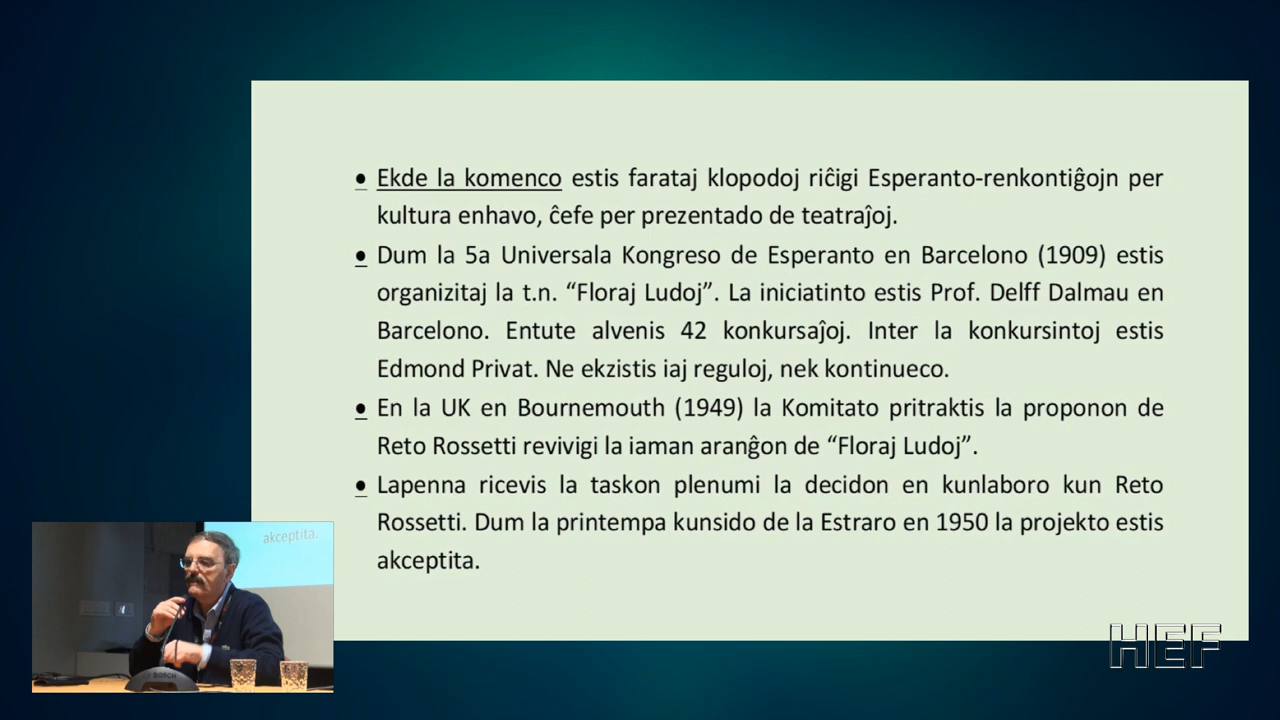 • Ekde la komenco estis farataj klopodoj riĉigi Esperanto-renkontiĝojn per
kultura enhavo, ĉefe per prezentado de teatraĵoj.
• Dum la 5a Universala Kongreso de Esperanto en Barcelono (1909) estis
organizitaj la t.n. “Floraj Ludoj”. La iniciatinto estis Prof. Delff Dalmau en
Barcelono. Entute alvenis 42 konkursaĵoj. Inter la konkursintoj estis
Edmond Privat. Ne ekzistis iaj reguloj, nek kontinueco.
• En la UK en Bournemouth (1949) la Komitato pritraktis la proponon de
Reto Rossetti revivigi la iaman aranĝon de “Floraj Ludoj”.
• Lapenna ricevis la taskon plenumi la decidon en kunlaboro kun Reto
Rossetti. Dum la printempa kunsido de la Estraro en 1950 la projekto estis
akceptita.
akceptita.
BOSCH
HEF